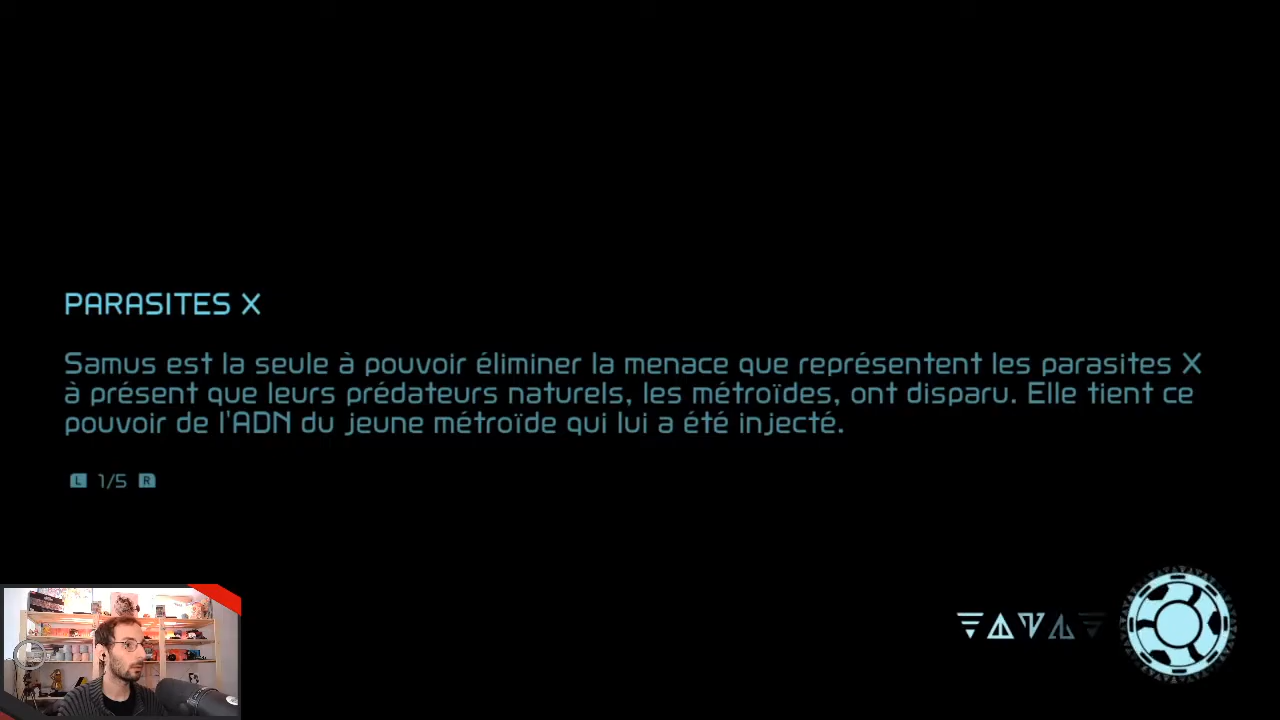 PARASITES X
Samus est la seule à pouvoir éliminer la menace que représentent les parasites X
à présent que leurs prédateurs naturels, les métroïdes, ont disparu. Elle tient ce
pouvoir de l'ADN du jeune métroïde qui lui a été injecté.
L 1/5 R